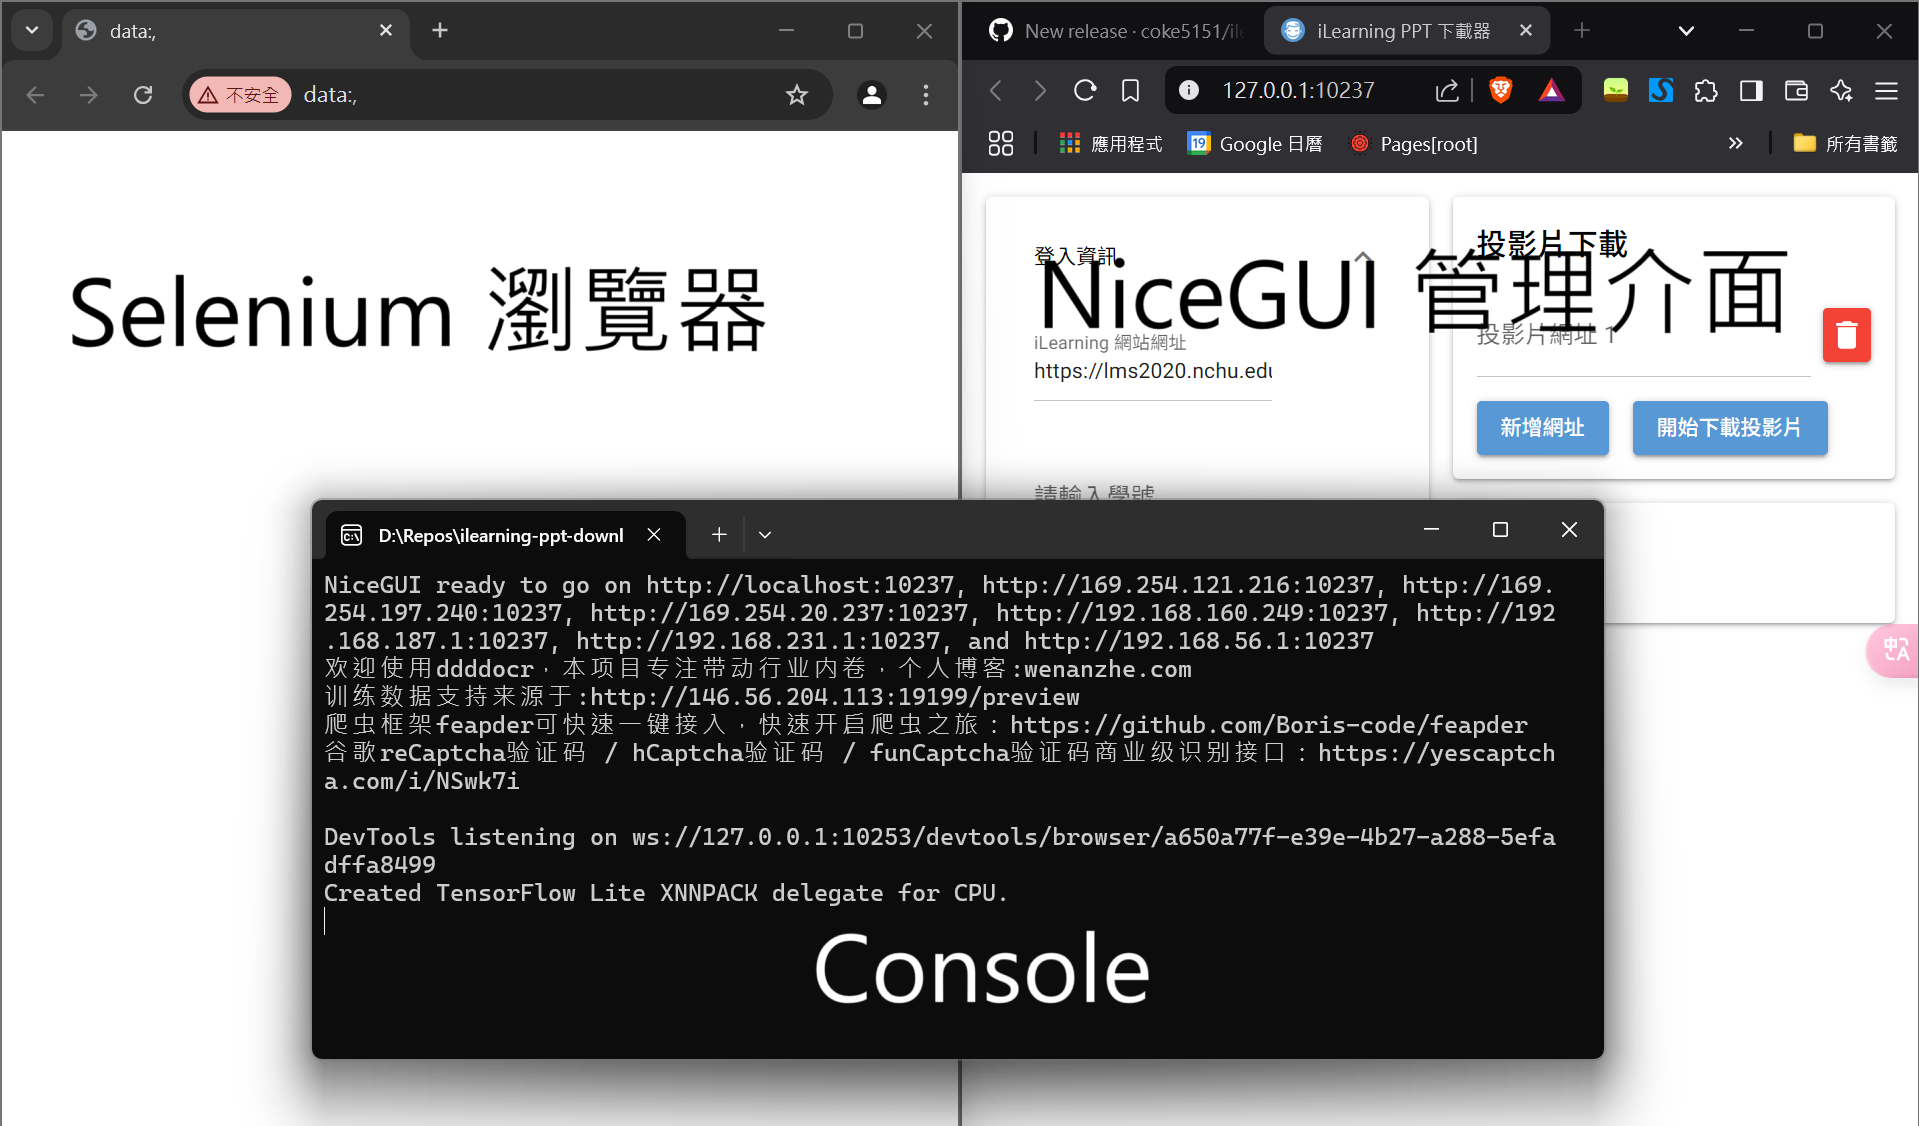 data:,
不安全
data:,
Selenium 瀏覽器
New release · coke5151/il
iLearning PPT 下載器
127.0.0.1:10237
應用程式
19
Google 日曆
Pages[root]
所有書籤
登入資訊
NiceGUI 管理介面
iLearning 網站網址
https://lms2020.nchu.edu
請輸入學號
投影片下載
投影片網址 1
新增網址
開始下載投影片
D:\Repos\ilearning-ppt-downl
NiceGUI ready to go on http://localhost:10237, http://169.254.121.216:10237, http://169.
254.197.240:10237, http://169.254.20.237:10237, http://192.168.160.249:10237, http://192
.168.187.1:10237, http://192.168.231.1:10237, and http://192.168.56.1:10237
欢迎使用ddddocr，本项目专注带动行业内卷，个人博客:wenanzhe.com
训练数据支持来源于:http://146.56.204.113:19199/preview
爬虫框架feapder可快速一键接入，快速开启爬虫之旅：https://github.com/Boris-code/feapder
谷歌reCaptcha验证码 / hCaptcha验证码 / funCaptcha验证码商业级识别接口：https://yescaptch
a.com/i/NSwk7i
DevTools listening on ws://127.0.0.1:10253/devtools/browser/a650a77f-e39e-4b27-a288-5efa
dffa8499
Created TensorFlow Lite XNNPACK delegate for CPU.
Console